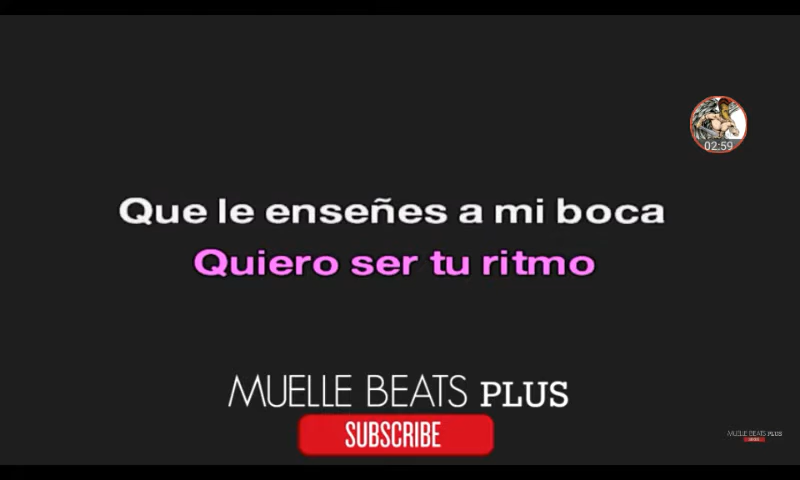 02:59
Que le enseñes a mi boca
Quiero ser tu ritmo
MUELLE BEATS PLUS
SUBSCRIBE
MUELLE BEATS PLUS